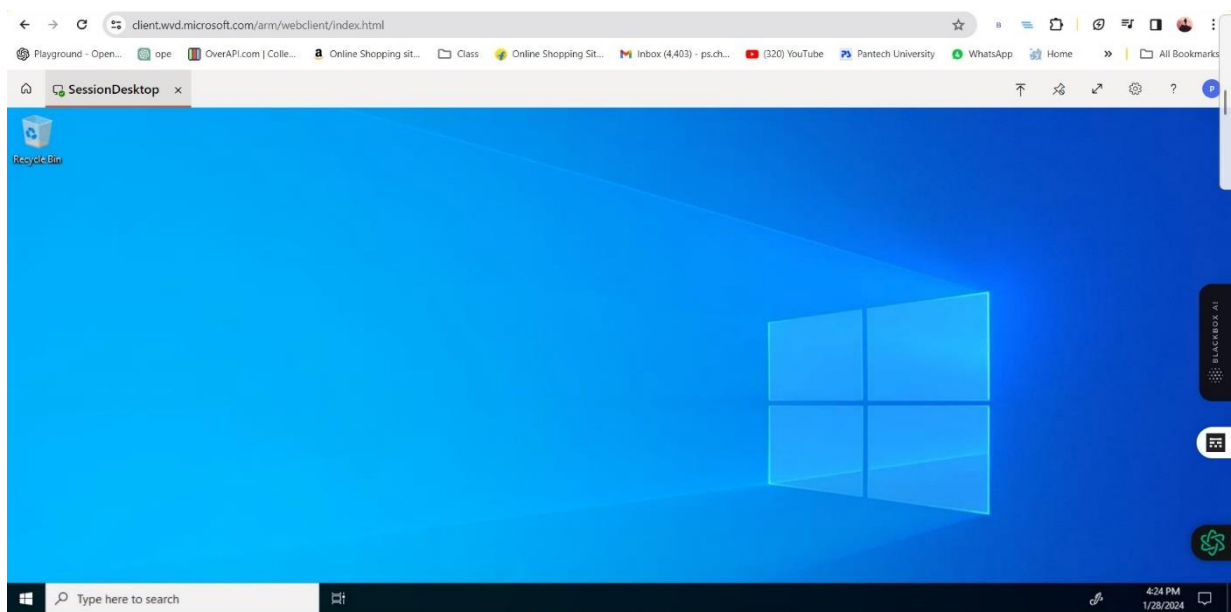 client.wvd.microsoft.com/arm/webclient/index.html
Playground - Open... ope OverAPI.com | Colle... Online Shopping sit... Class Online Shopping Sit... Inbox (4,403) - ps.ch... (320) YouTube Pantech University WhatsApp Home » All Bookmarks
SessionDesktop ×
?
P
Recycle Bin
BLACKBOX AI
Type here to search
4:24 PM
1/28/2024